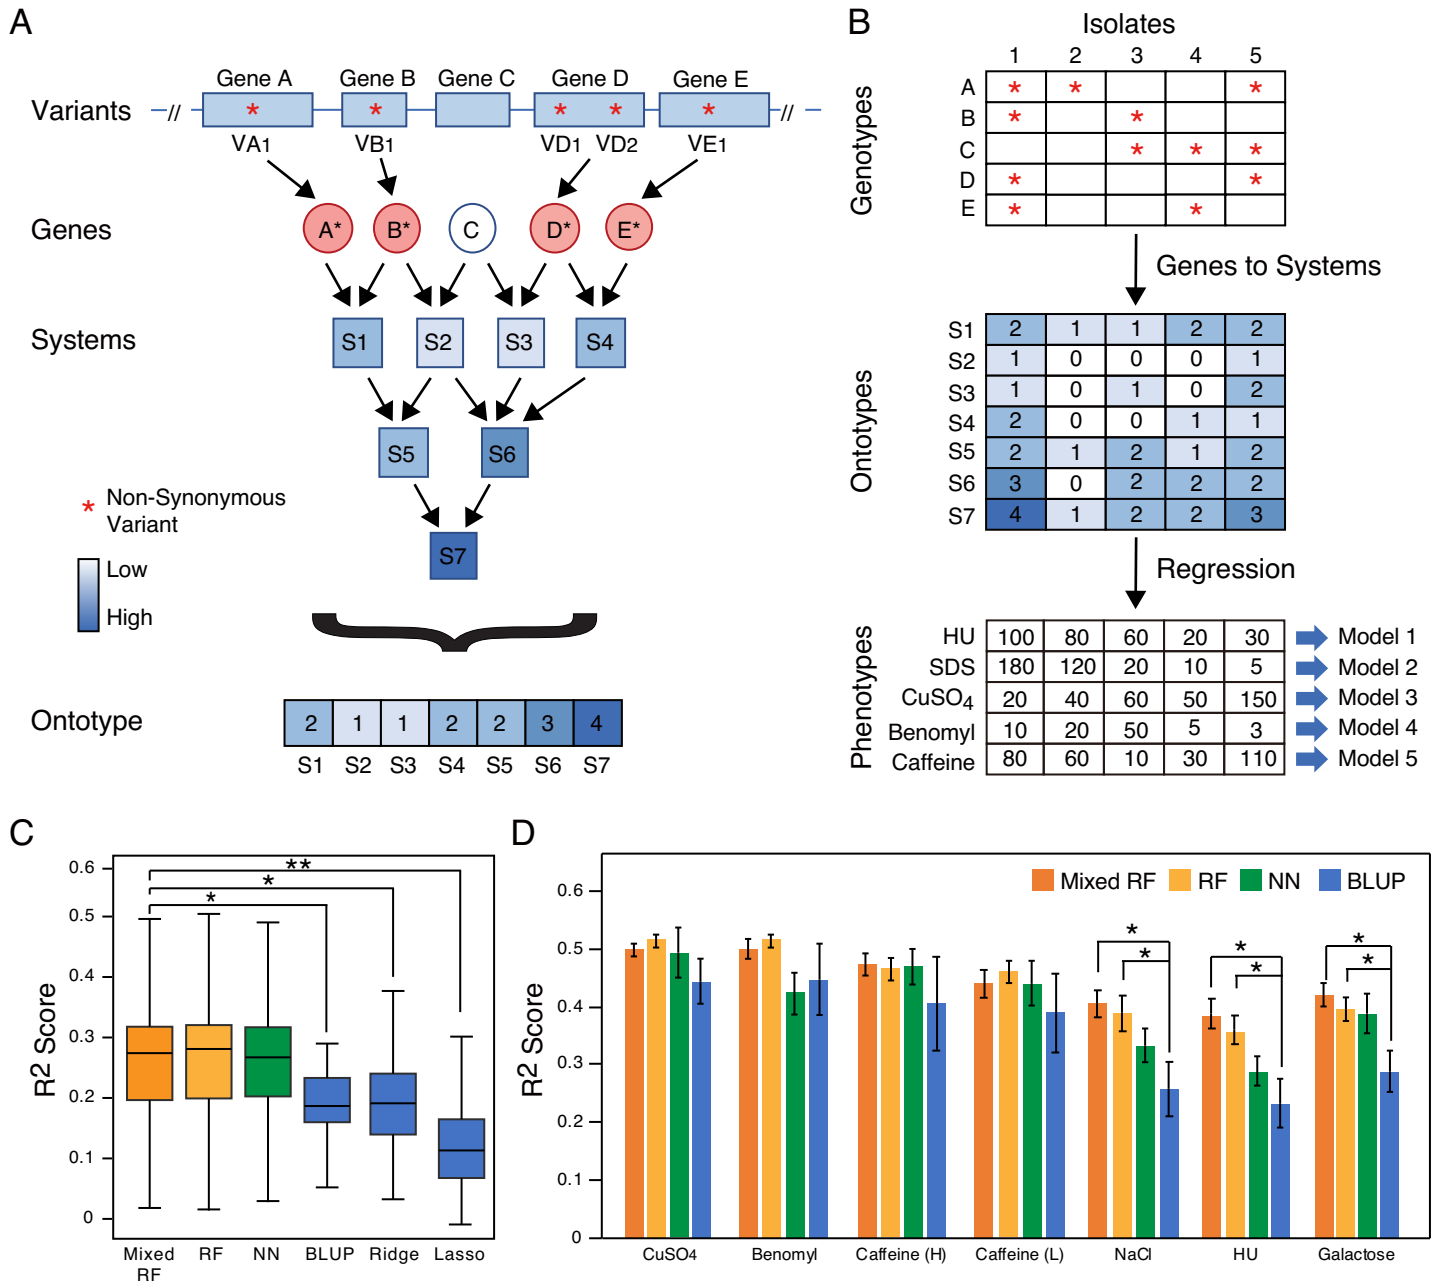 A
Gene A Gene B Gene C Gene D Gene E
Variants // * * * * * //
VA1 VB1 VD1 VD2 VE1
Genes A* B* C D* E*
Systems S1 S2 S3 S4
S5 S6
* Non-Synonymous
Variant
S7
Low
High
Ontotype 2 1 1 2 2 3 4
S1 S2 S3 S4 S5 S6 S7
B
Isolates
1 2 3 4 5
Genotypes
A * * *
B * *
C * * *
D * *
E * *
Genes to Systems
Ontotypes
S1 2 1 1 2 2
S2 1 0 0 0 1
S3 1 0 1 0 2
S4 2 0 0 1 1
S5 2 1 2 1 2
S6 3 0 2 2 2
S7 4 1 2 2 3
Regression
Phenotypes
HU 100 80 60 20 30 Model 1
SDS 180 120 20 10 5 Model 2
CuSO4 20 40 60 50 150 Model 3
Benomyl 10 20 50 5 3 Model 4
Caffeine 80 60 10 30 110 Model 5
C
R2 Score
0.6
0.5
0.4
0.3
0.2
0.1
0
**
*
*
Mixed RF NN BLUP Ridge Lasso
RF
D
Mixed RF RF NN BLUP
R2 Score
0.6
0.5
0.4
0.3
0.2
0.1
0
* * *
* * *
CuSO4 Benomyl Caffeine (H) Caffeine (L) NaCl HU Galactose